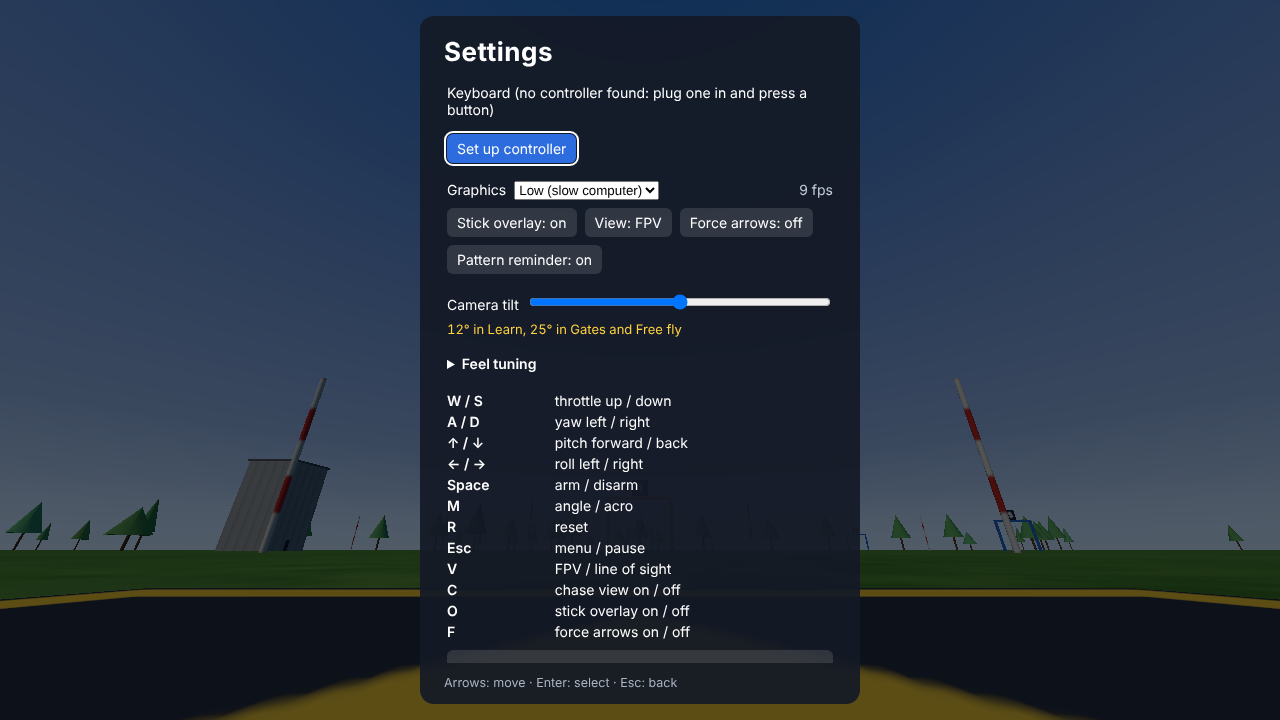 Settings
Keyboard (no controller found: plug one in and press a
button)
Set up controller
Graphics Low (slow computer) 9 fps
Stick overlay: on View: FPV Force arrows: off
Pattern reminder: on
Camera tilt
12° in Learn, 25° in Gates and Free fly
Feel tuning
W / S throttle up / down
A / D yaw left / right
↑ / ↓ pitch forward / back
← / → roll left / right
Space arm / disarm
M angle / acro
R reset
Esc menu / pause
V FPV / line of sight
C chase view on / off
O stick overlay on / off
F force arrows on / off
Arrows: move · Enter: select · Esc: back